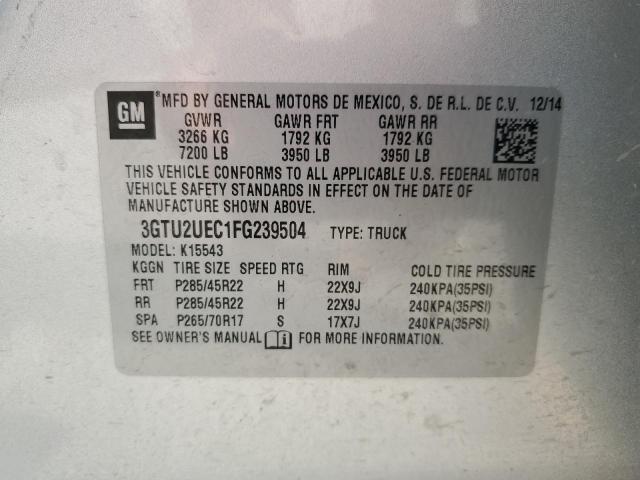 GM ®MFD BY GENERAL MOTORS DE MEXICO, S. DE R.L. DE C.V. 12/14
GVWR GAWR FRT GAWR RR
3266 KG 1792 KG 1792 KG
7200 LB 3950 LB 3950 LB
THIS VEHICLE CONFORMS TO ALL APPLICABLE U.S. FEDERAL MOTOR
VEHICLE SAFETY STANDARDS IN EFFECT ON THE DATE OF
MANUFACTURE SHOWN ABOVE.
3GTU2UEC1FG239504 TYPE: TRUCK
MODEL: K15543
KGGN TIRE SIZE SPEED RTG RIM COLD TIRE PRESSURE
FRT P285/45R22 H 22X9J 240KPA(35PSI)
RR P285/45R22 H 22X9J 240KPA(35PSI)
SPA P265/70R17 S 17X7J 240KPA(35PSI)
SEE OWNER'S MANUAL i FOR MORE INFORMATION.